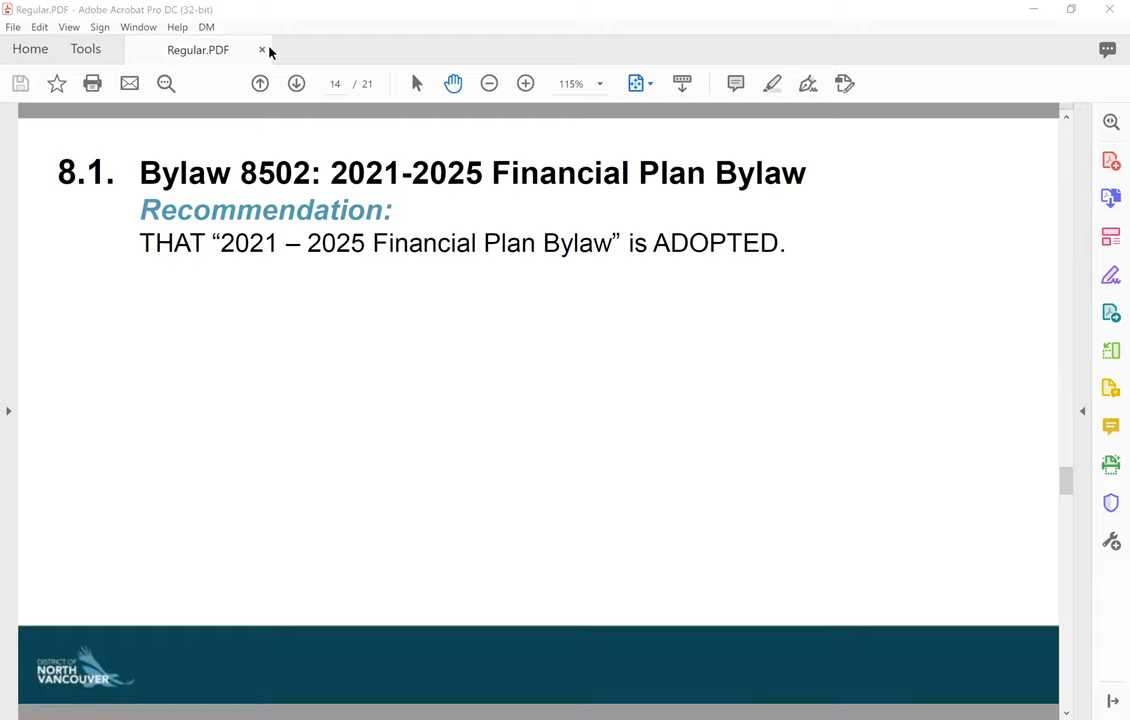 Regular.PDF - Adobe Acrobat Pro DC (32-bit)
File Edit View Sign Window Help DM
Home Tools Regular.PDF ×
14 / 21 115%
8.1. Bylaw 8502: 2021-2025 Financial Plan Bylaw
Recommendation:
THAT “2021 – 2025 Financial Plan Bylaw” is ADOPTED.
DISTRICT OF
NORTH
VANCOUVER